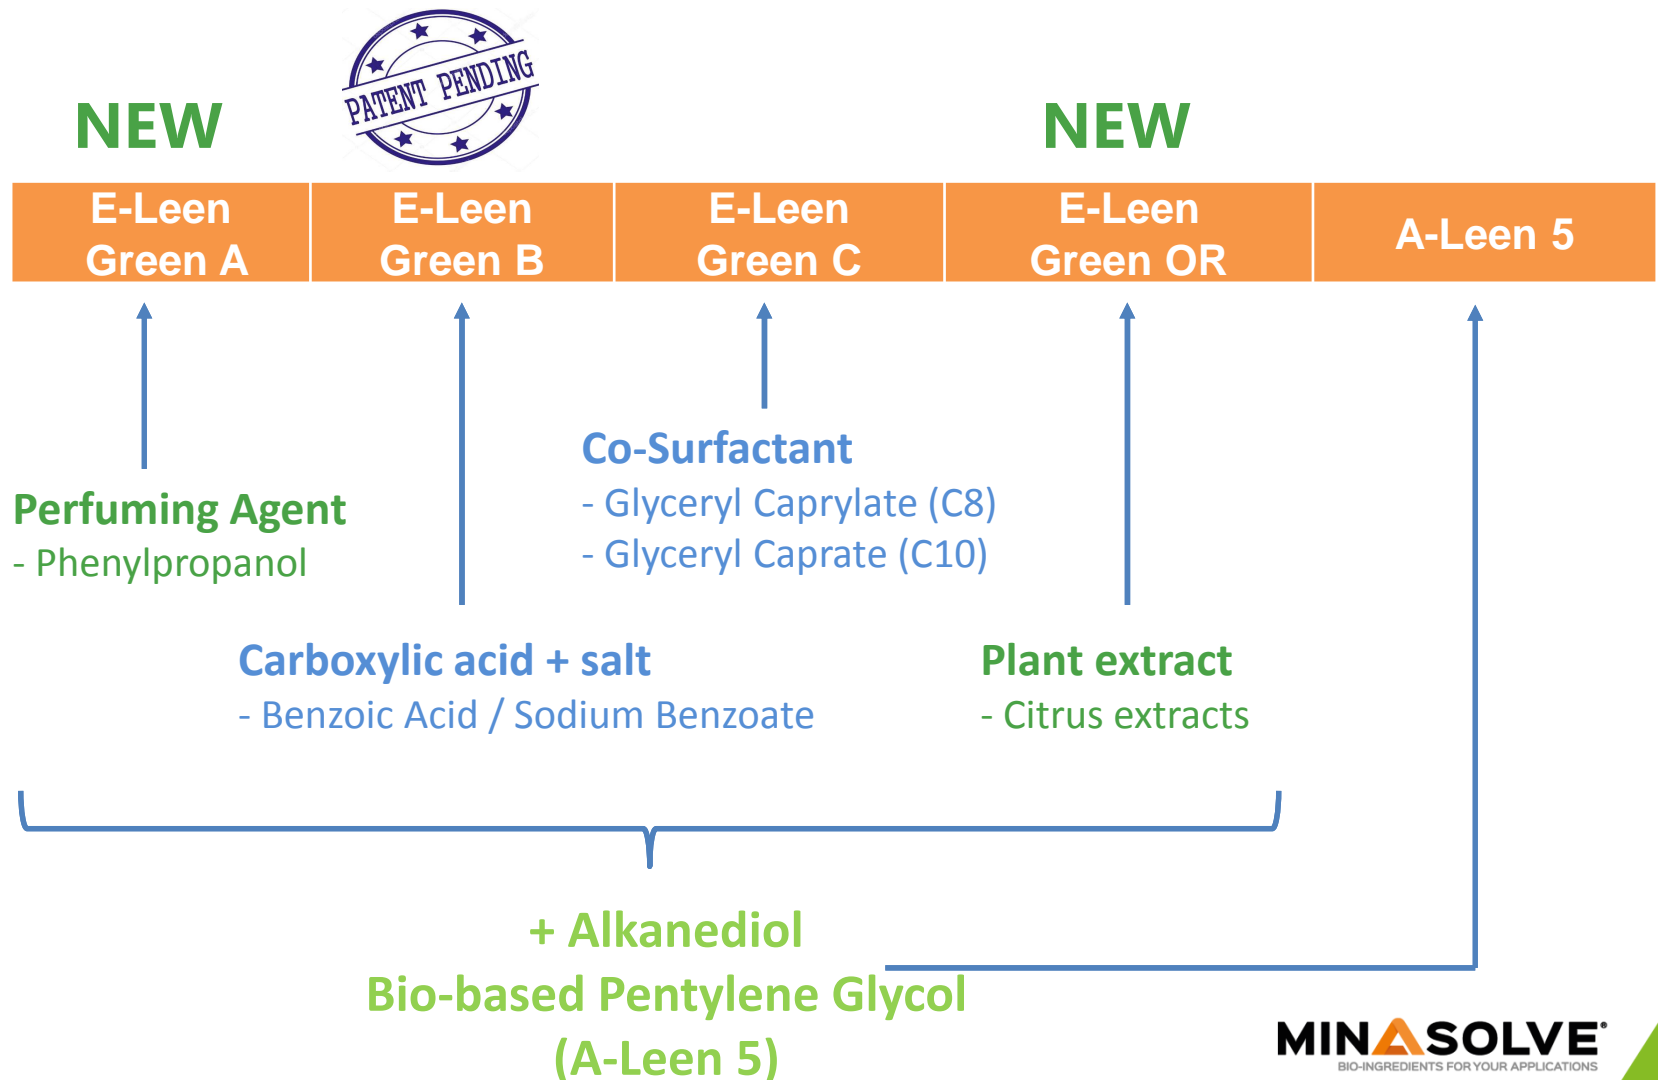 NEW
PATENT PENDING
NEW
E-Leen
Green A
E-Leen
Green B
E-Leen
Green C
E-Leen
Green OR
A-Leen 5
Perfuming Agent
- Phenylpropanol
Co-Surfactant
- Glyceryl Caprylate (C8)
- Glyceryl Caprate (C10)
Carboxylic acid + salt
- Benzoic Acid / Sodium Benzoate
Plant extract
- Citrus extracts
+ Alkanediol
Bio-based Pentylene Glycol
(A-Leen 5)
MINASOLVE®
BIO-INGREDIENTS FOR YOUR APPLICATIONS